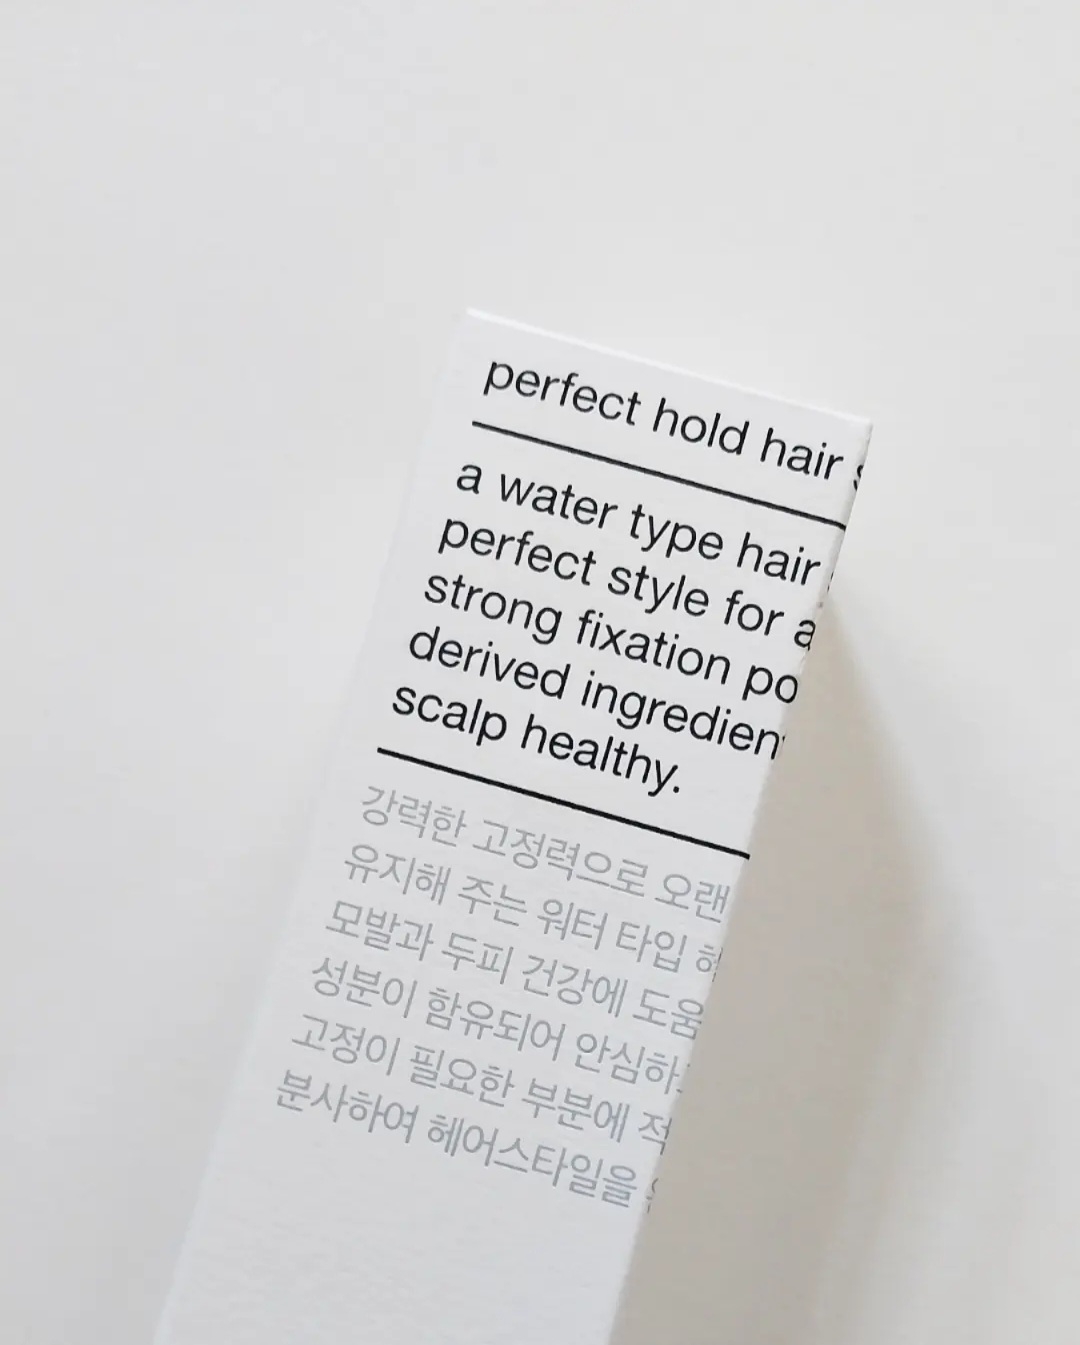 perfect hold hair
a water type hair
perfect style for a
strong fixation po
derived ingredien
scalp healthy.
강력한 고정력으로 오랜
유지해 주는 워터 타입
모발과 두피 건강에 도움
성분이 함유되어 안심하
고정이 필요한 부분에 적
분사하여 헤어스타일을